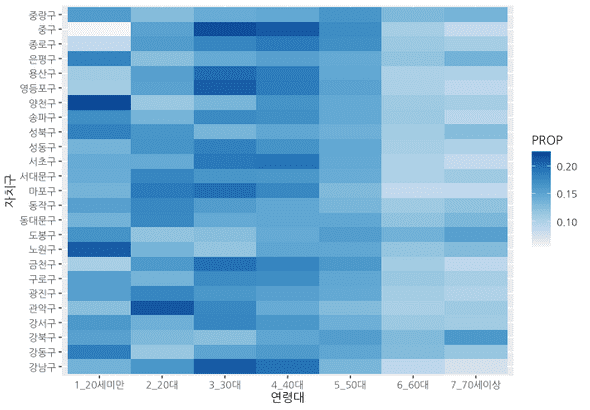 중랑구
중구
종로구
은평구
용산구
영등포구
양천구
송파구
성북구
성동구
서초구
서대문구
마포구
동작구
동대문구
도봉구
노원구
금천구
구로구
광진구
관악구
강서구
강북구
강동구
강남구
자치구
1_20세미만 2_20대 3_30대 4_40대 5_50대 6_60대 7_70세이상
연령대
PROP
0.20
0.15
0.10